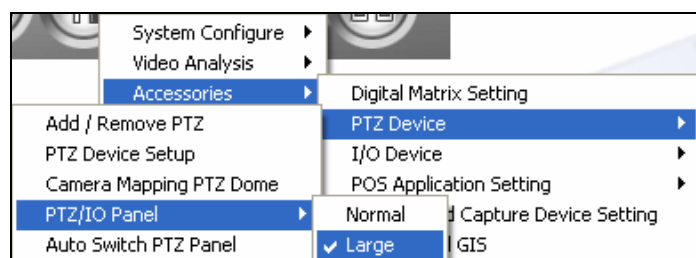 System Configure
Video Analysis
Accessories
Digital Matrix Setting
Add / Remove PTZ
PTZ Device
PTZ Device Setup
I/O Device
Camera Mapping PTZ Dome
POS Application Setting
PTZ/IO Panel
Normal
Capture Device Setting
Auto Switch PTZ Panel
Large
GIS